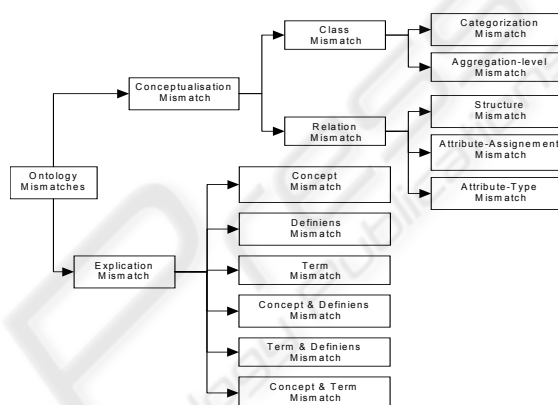 Class
Mismatch
Categorization
Mismatch
Aggregation-level
Mismatch
Conceptualisation
Mismatch
Relation
Mismatch
Structure
Mismatch
Attribute-Assignement
Mismatch
Attribute-Type
Mismatch
Ontology
Mismatches
Concept
Mismatch
Definiens
Mismatch
Explication
Mismatch
Term
Mismatch
Concept & Definiens
Mismatch
Term & Definiens
Mismatch
Concept & Term
Mismatch